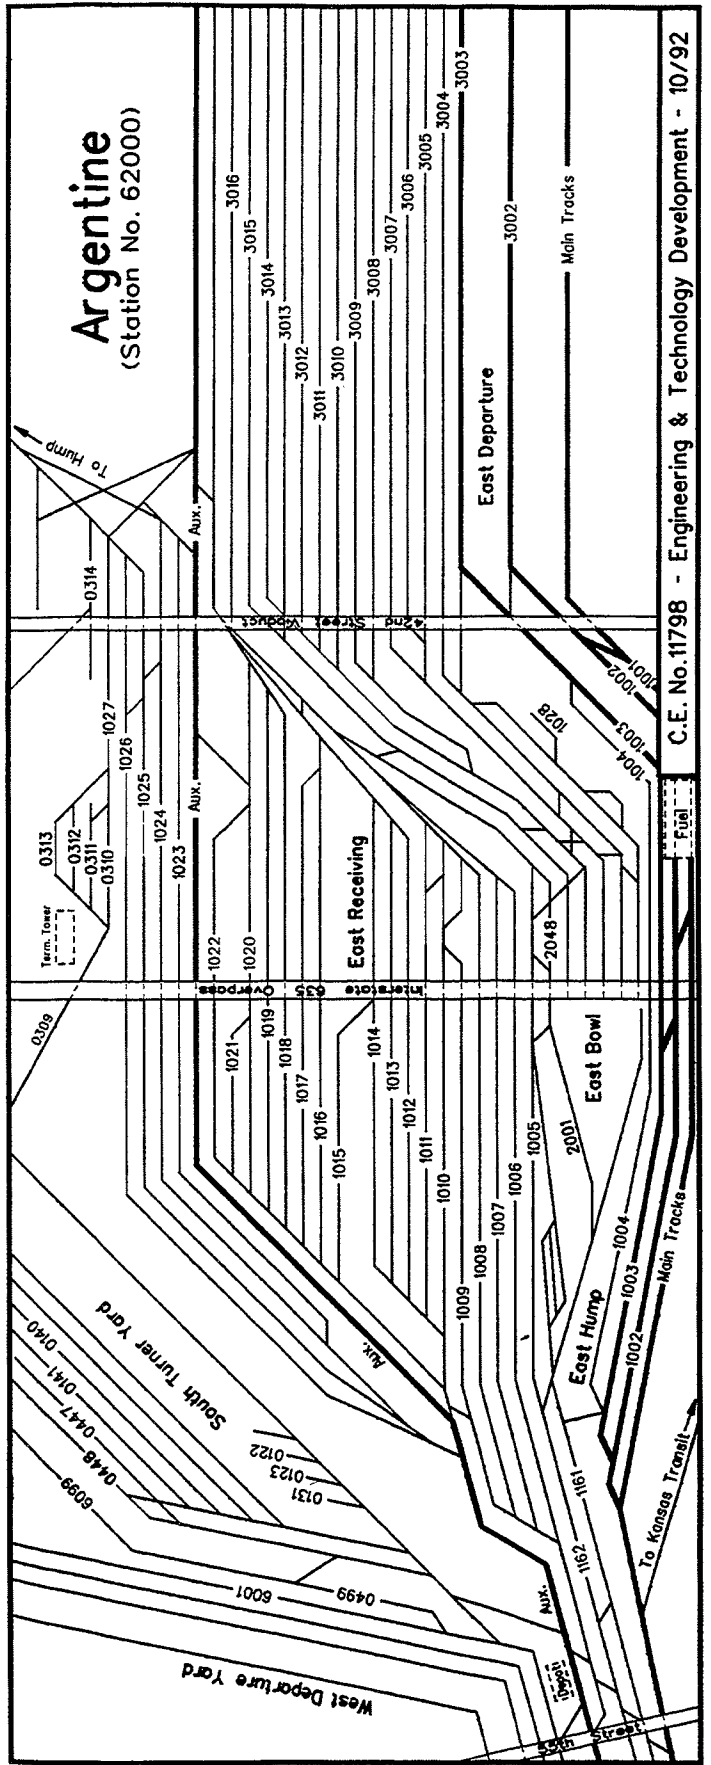 Argentine
(Station No. 62000)
C.E. No.11798 - Engineering & Technology Development - 10/92
3016
3015
3014
3013
3012
3011
3010
3009
3008
3007
3006
3005
3004
3003
3002
Main Tracks
East Departure
To Hump
Aux.
42nd Street Viaduct
0314
1027
1026
1025
1024
1023
Aux.
1028
1001
1002
1003
1004
Fuel
0313
0312
0311
0310
Term. Tower
0309
1022
1020
East Receiving
2048
Interstate 635 Overpass
1021
1019
1018
1017
1016
1015
1014
1013
1012
1011
1010
1009
1008
1007
1006
1005
2001
East Bowl
1004
1003
1002
Main Tracks
East Hump
Aux.
South Turner Yard
0140
0141
0447
0448
6099
0122
0123
0131
1161
1162
To Kansas Transit
6001
0499
Aux.
Depot
West Departure Yard
55th Street